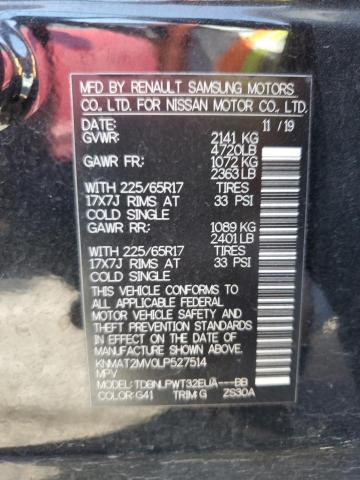 MFD BY RENAULT SAMSUNG MOTORS
CO. LTD. FOR NISSAN MOTOR CO., LTD.
DATE: 11 / 19
GVWR: 2141 KG
4720LB
GAWR FR: 1072 KG
2363LB
WITH 225/65R17 TIRES
17X7J RIMS AT 33 PSI
COLD SINGLE
GAWR RR: 1089 KG
2401LB
WITH 225/65R17 TIRES
17X7J RIMS AT 33 PSI
COLD SINGLE
THIS VEHICLE CONFORMS TO
ALL APPLICABLE FEDERAL
MOTOR VEHICLE SAFETY AND
THEFT PREVENTION STANDARDS
IN EFFECT ON THE DATE OF
MANUFACTURE SHOWN ABOVE.
KNMAT2MV0LP527514
MPV
MODEL: TDBNLPWT32EUA---BB
COLOR: G41 TRIM: G ZS30A